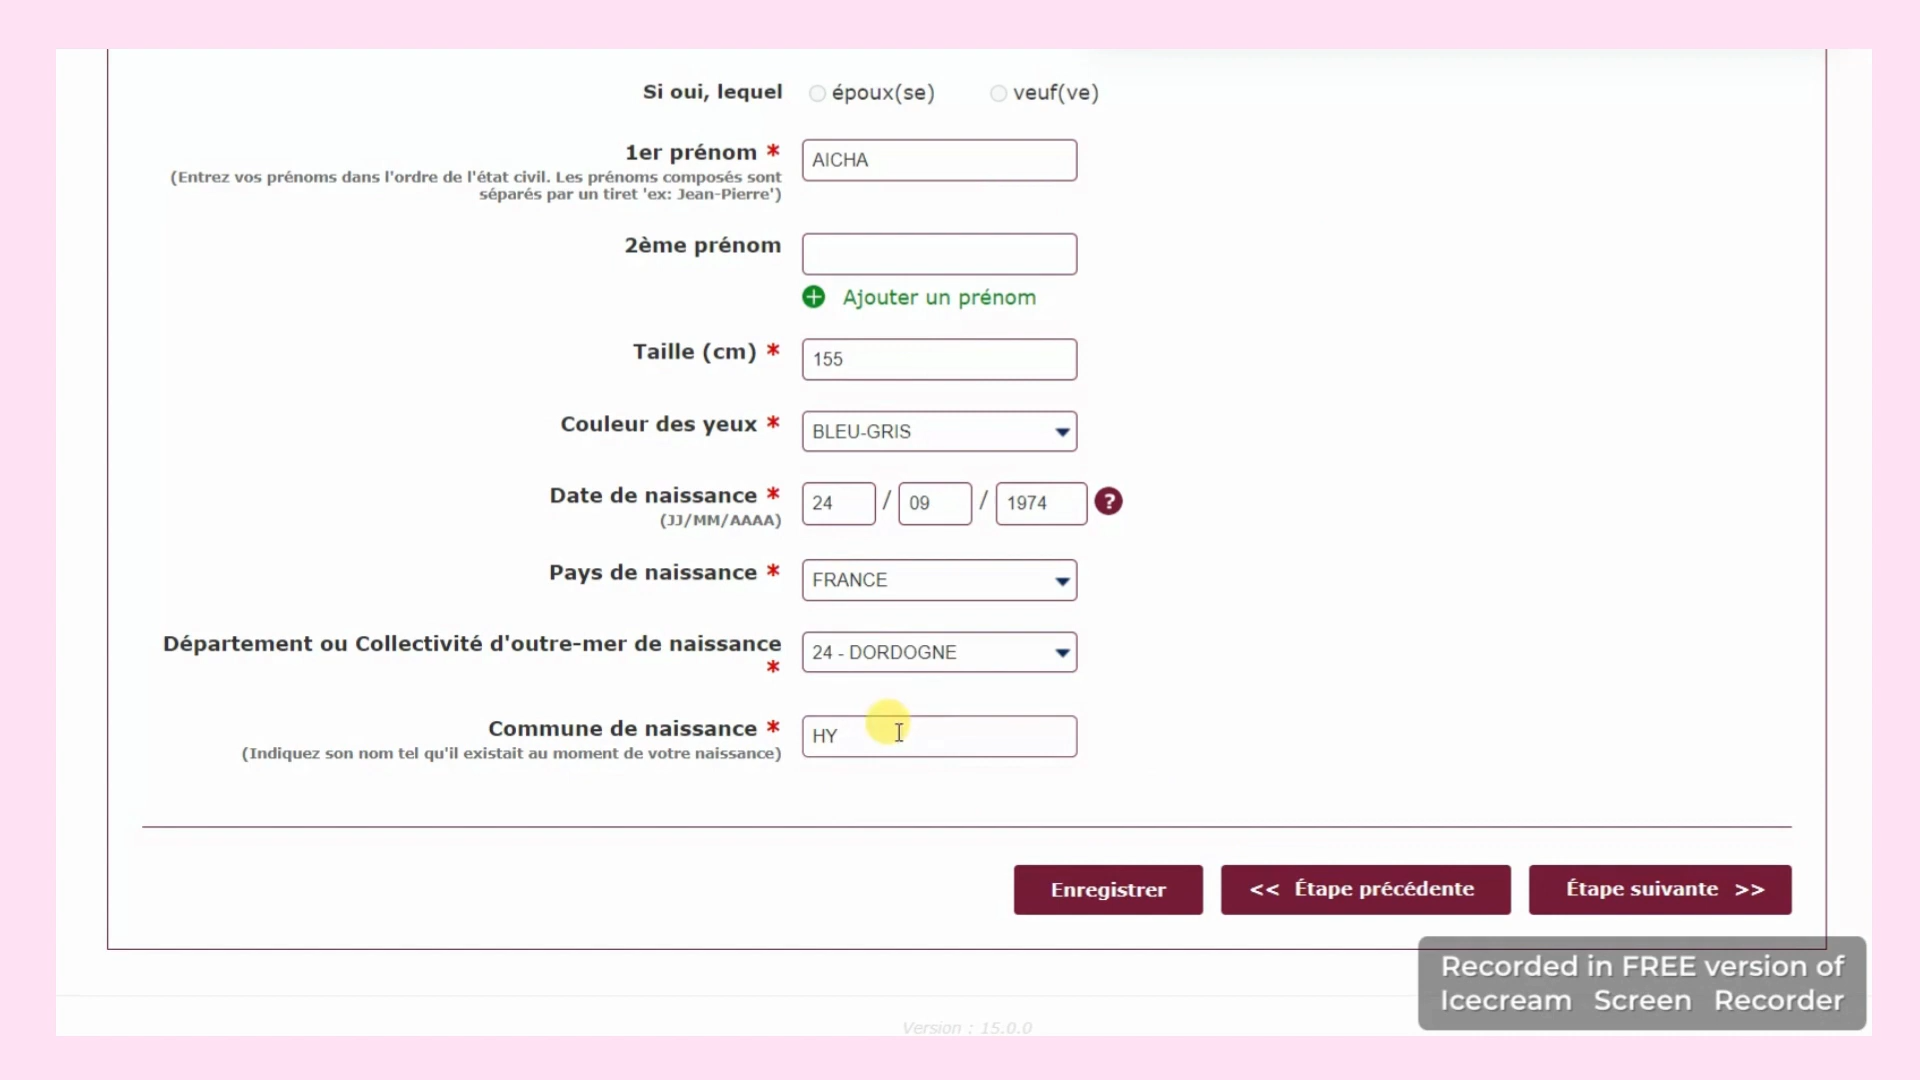 Si oui, lequel époux(se) veuf(ve)
1er prénom * AICHA
(Entrez vos prénoms dans l'ordre de l'état civil. Les prénoms composés sont
séparés par un tiret 'ex: Jean-Pierre')
2ème prénom
+ Ajouter un prénom
Taille (cm) * 155
Couleur des yeux * BLEU-GRIS
Date de naissance * 24 / 09 / 1974 ?
(JJ/MM/AAAA)
Pays de naissance * FRANCE
Département ou Collectivité d'outre-mer de naissance 24 - DORDOGNE
*
Commune de naissance * HY
(Indiquez son nom tel qu'il existait au moment de votre naissance)
Enregistrer << Étape précédente Étape suivante >>
Recorded in FREE version of
Icecream Screen Recorder
Version : 15.0.0